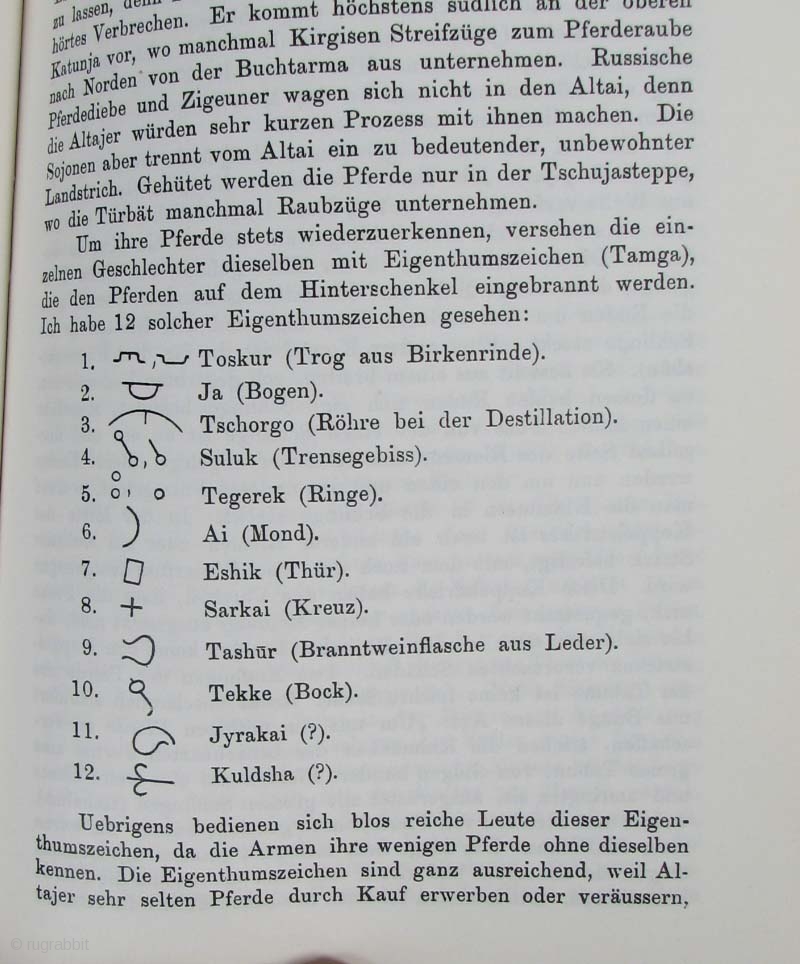 zu lassen, denn
hörtes Verbrechen. Er kommt höchstens südlich an der oberen
Katunja vor, wo manchmal Kirgisen Streifzüge zum Pferderaube
nach Norden von der Buchtarma aus unternehmen. Russische
Pferdediebe und Zigeuner wagen sich nicht in den Altai, denn
die Altajer würden sehr kurzen Prozess mit ihnen machen. Die
Sojonen aber trennt vom Altai ein zu bedeutender, unbewohnter
Landstrich. Gehütet werden die Pferde nur in der Tschujasteppe,
wo die Türbät manchmal Raubzüge unternehmen.
Um ihre Pferde stets wiederzuerkennen, versehen die ein-
zelnen Geschlechter dieselben mit Eigenthumszeichen (Tamga),
die den Pferden auf dem Hinterschenkel eingebrannt werden.
Ich habe 12 solcher Eigenthumszeichen gesehen:
1. , Toskur (Trog aus Birkenrinde).
2. Ja (Bogen).
3. Tschorgo (Röhre bei der Destillation).
4. , Suluk (Trensegebiss).
5. , Tegerek (Ringe).
6. Ai (Mond).
7. Eshik (Thür).
8. Sarkai (Kreuz).
9. Tashūr (Branntweinflasche aus Leder).
10. Tekke (Bock).
11. Jyrakai (?).
12. Kuldsha (?).
Uebrigens bedienen sich blos reiche Leute dieser Eigen-
thumszeichen, da die Armen ihre wenigen Pferde ohne dieselben
kennen. Die Eigenthumszeichen sind ganz ausreichend, weil Al-
tajer sehr selten Pferde durch Kauf erwerben oder veräussern,
© rugrabbit